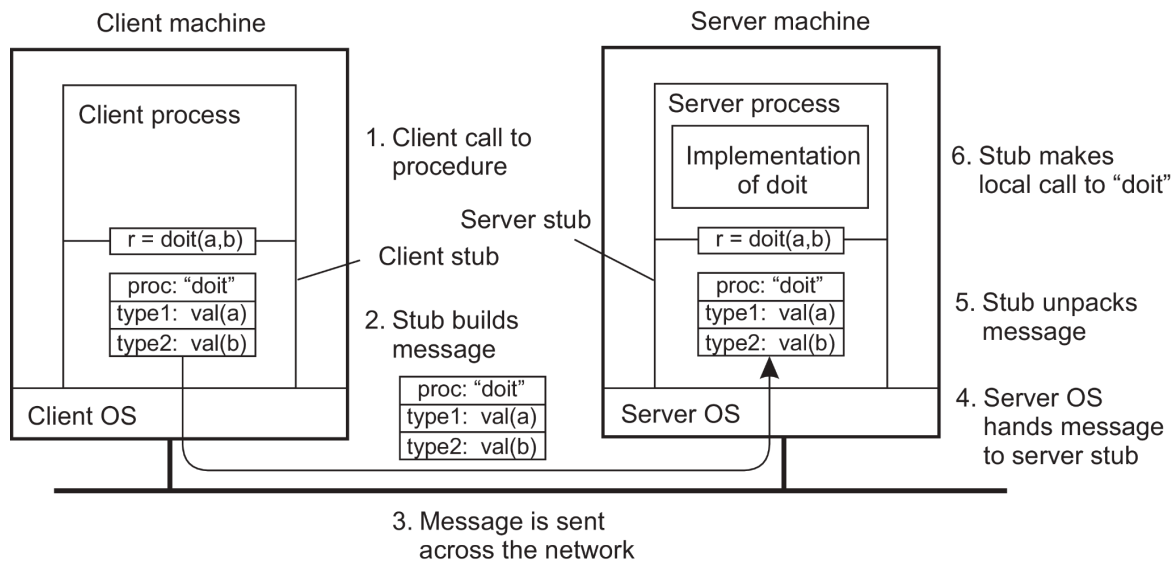 Client machine
Server machine
Client process
1. Client call to
procedure
Server process
Implementation
of doit
6. Stub makes
local call to “doit”
Server stub
r = doit(a,b)
Client stub
r = doit(a,b)
proc: “doit”
type1: val(a)
type2: val(b)
2. Stub builds
message
proc: “doit”
type1: val(a)
type2: val(b)
proc: “doit”
type1: val(a)
type2: val(b)
5. Stub unpacks
message
Client OS
Server OS
4. Server OS
hands message
to server stub
3. Message is sent
across the network